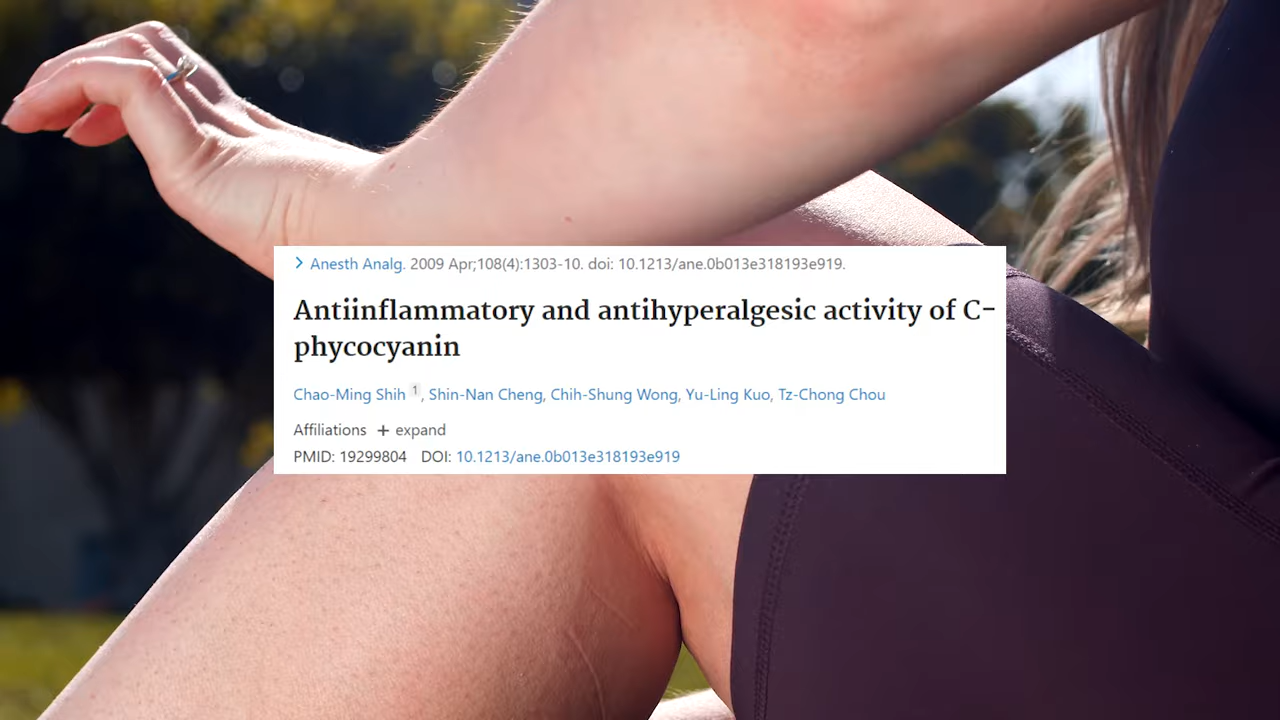 Anesth Analg. 2009 Apr;108(4):1303-10. doi: 10.1213/ane.0b013e318193e919.
Antiinflammatory and antihyperalgesic activity of C-
phycocyanin
Chao-Ming Shih 1, Shin-Nan Cheng, Chih-Shung Wong, Yu-Ling Kuo, Tz-Chong Chou
Affiliations + expand
PMID: 19299804 DOI: 10.1213/ane.0b013e318193e919